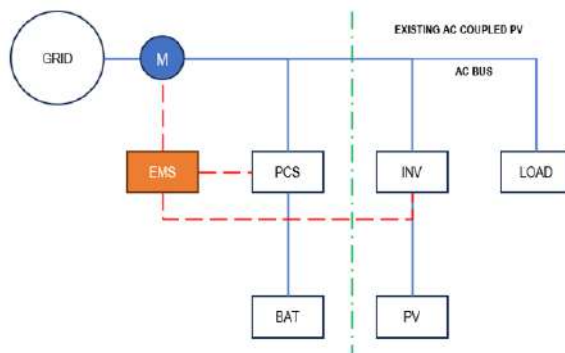 EXISTING AC COUPLED PV
GRID
M
AC BUS
EMS
PCS
INV
LOAD
BAT
PV